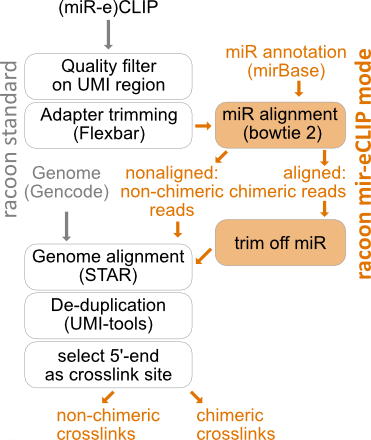 (miR-e)CLIP
racoon standard
Quality filter
on UMI region
Adapter trimming
(Flexbar)
miR annotation
(mirBase)
miR alignment
(bowtie 2)
racoon mir-eCLIP mode
Genome
(Gencode)
nonaligned:
non-chimeric
reads
aligned:
chimeric reads
trim off miR
Genome alignment
(STAR)
De-duplication
(UMI-tools)
select 5'-end
as crosslink site
non-chimeric
crosslinks
chimeric
crosslinks